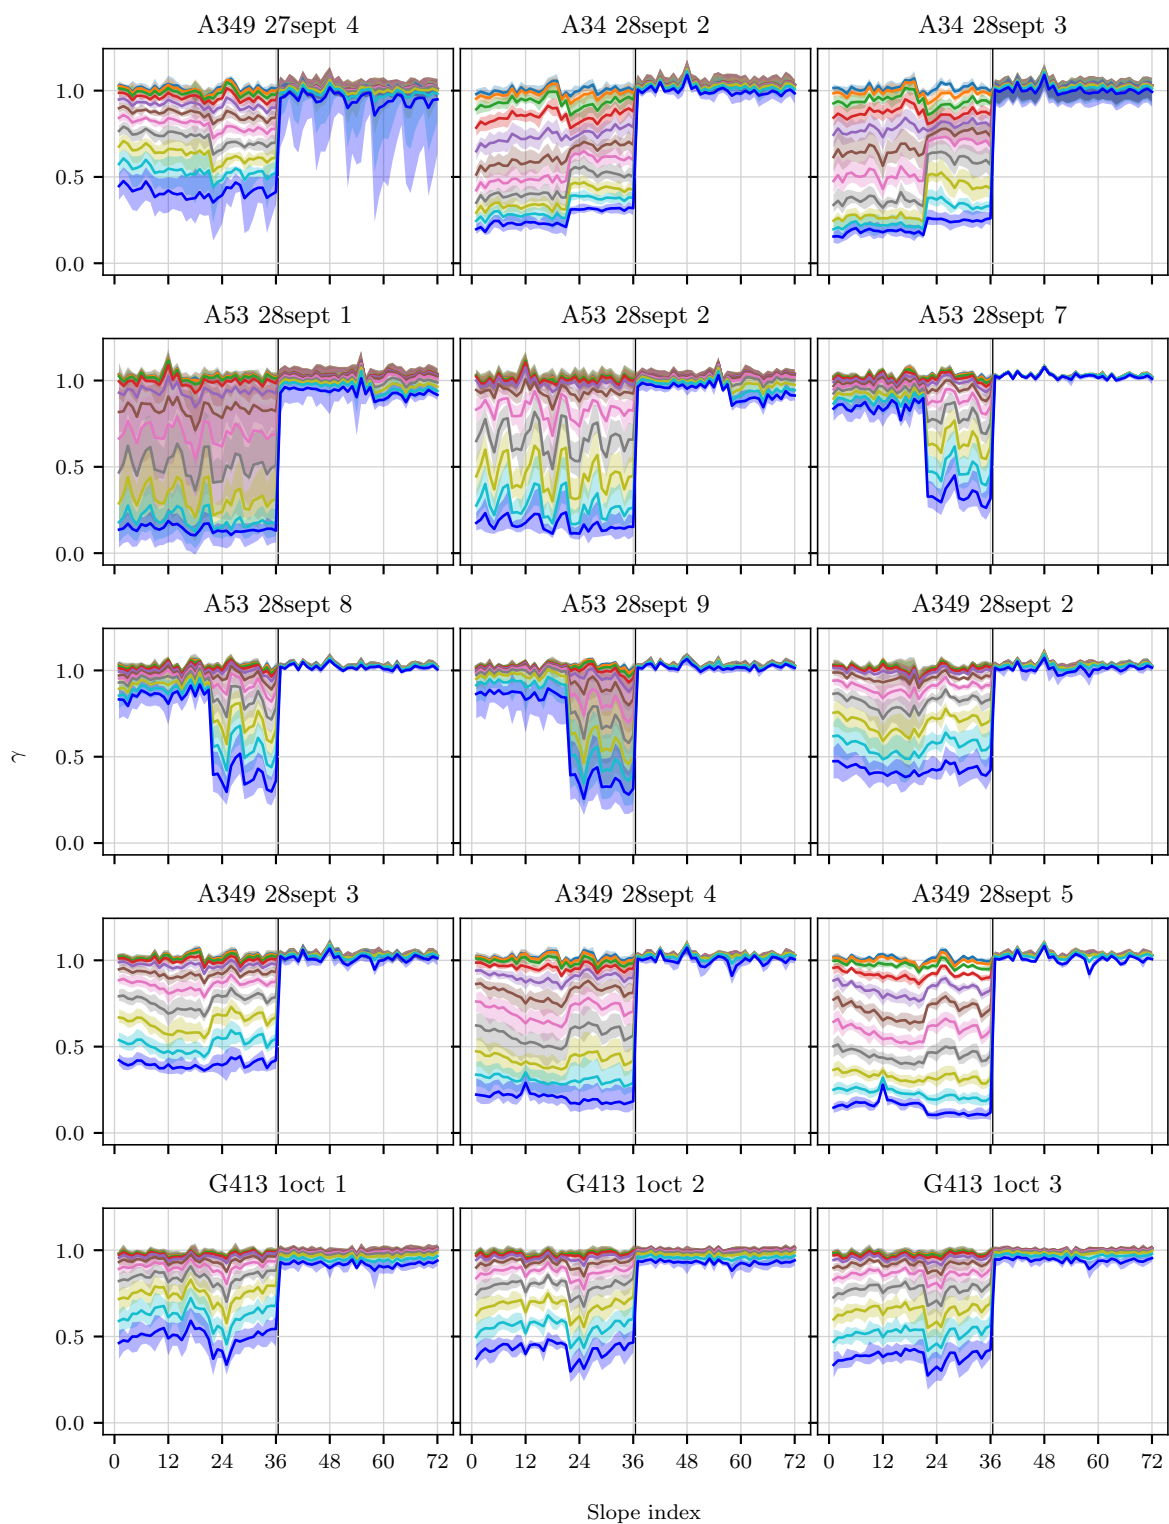 A349 27sept 4 A34 28sept 2 A34 28sept 3
1.0
0.5
0.0
A53 28sept 1 A53 28sept 2 A53 28sept 7
1.0
0.5
0.0
A53 28sept 8 A53 28sept 9 A349 28sept 2
1.0
0.5
γ
0.0
A349 28sept 3 A349 28sept 4 A349 28sept 5
1.0
0.5
0.0
G413 1oct 1 G413 1oct 2 G413 1oct 3
1.0
0.5
0.0
0 12 24 36 48 60 72 12 24 36 48 60 72 0 12 24 36 48 60 72
Slope index